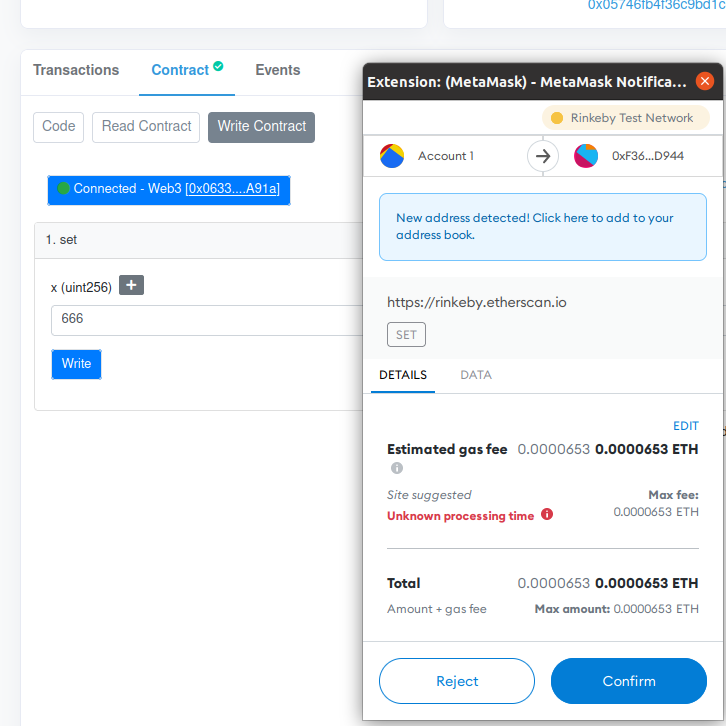 0x05746fb4f36c9bd1c
Transactions Contract Events
Code Read Contract Write Contract
Connected - Web3 [0x0633....A91a]
1. set
x (uint256) +
666
Write
Extension: (MetaMask) - MetaMask Notifica...
Rinkeby Test Network
Account 1 0xF36...D944
New address detected! Click here to add to your
address book.
https://rinkeby.etherscan.io
SET
DETAILS DATA
EDIT
Estimated gas fee 0.0000653 0.0000653 ETH
Site suggested Max fee:
Unknown processing time 0.0000653 ETH
Total 0.0000653 0.0000653 ETH
Amount + gas fee Max amount: 0.0000653 ETH
Reject Confirm